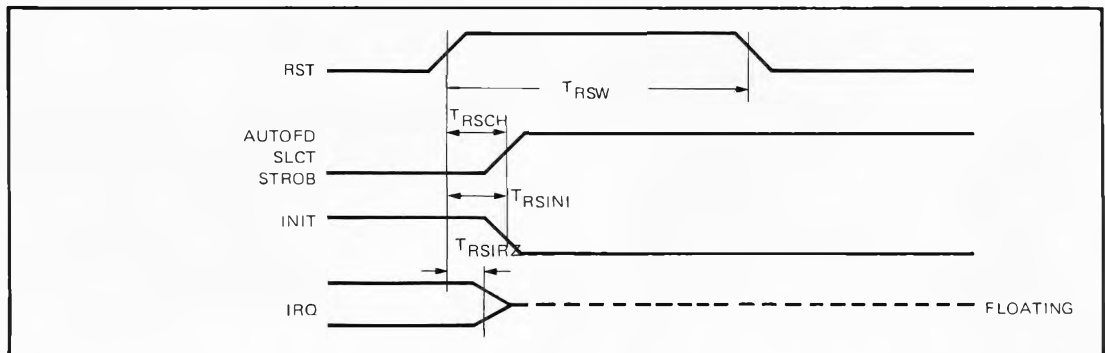 RST
TRSW
TRSCH
AUTOFD
SLCT
STROB
TRSINI
INIT
TRSIRZ
IRQ
FLOATING